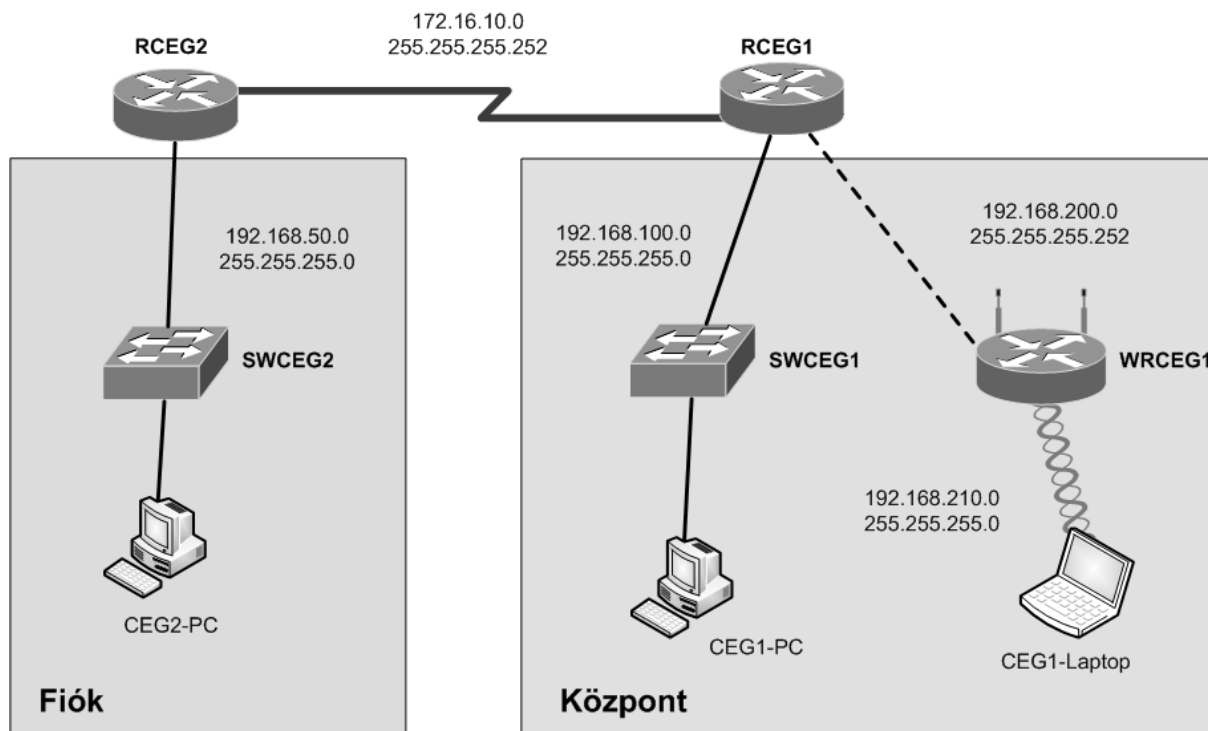 172.16.10.0
255.255.255.252
RCEG2
RCEG1
192.168.50.0
255.255.255.0
192.168.100.0
255.255.255.0
192.168.200.0
255.255.255.252
SWCEG2
SWCEG1
WRCEG1
192.168.210.0
255.255.255.0
CEG2-PC
CEG1-PC
CEG1-Laptop
Fiók
Központ